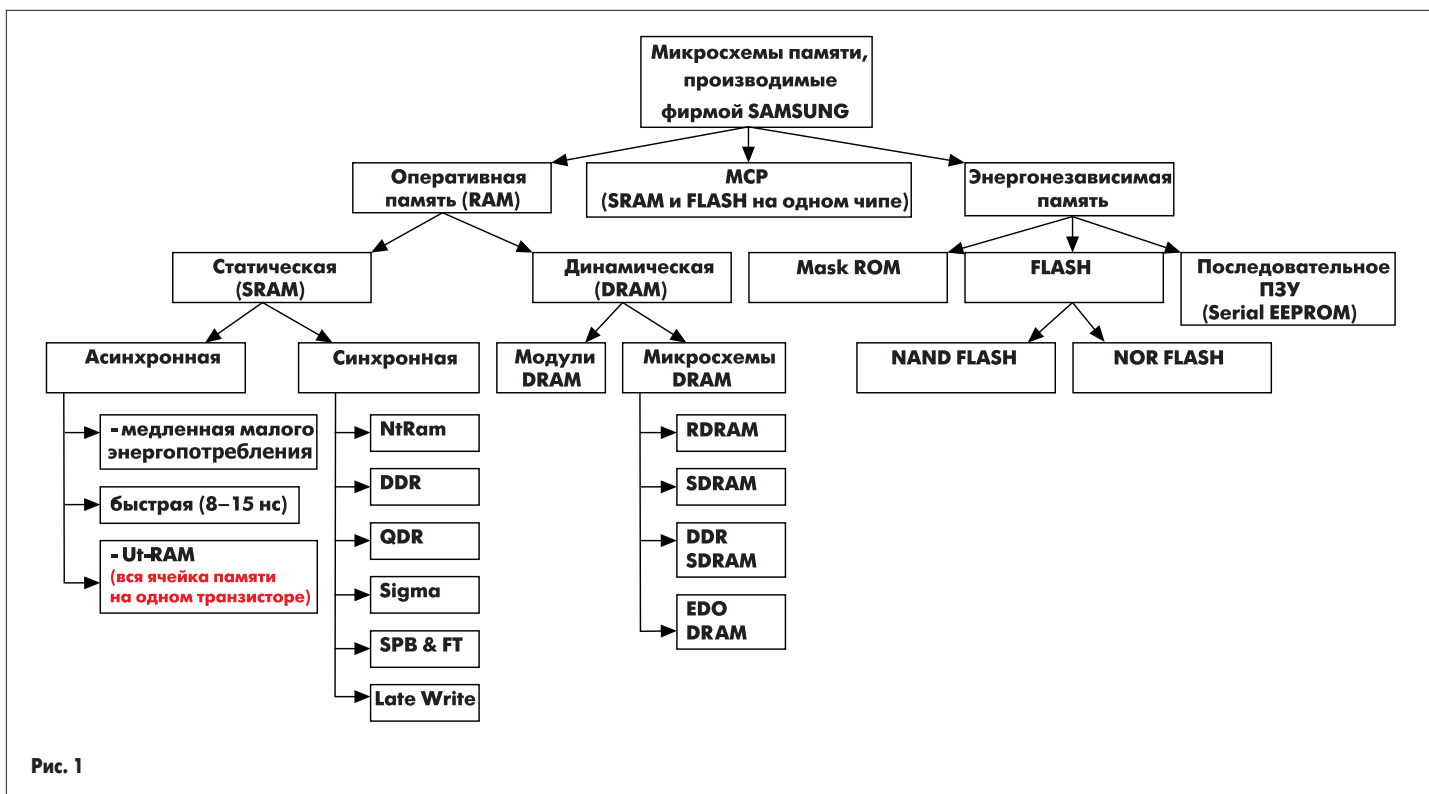 Микросхемы памяти,
производимые
фирмой SAMSUNG
Оперативная
память (RAM)
MCP
(SRAM и FLASH на одном чипе)
Энергонезависимая
память
Статическая
(SRAM)
Динамическая
(DRAM)
Mask ROM
FLASH
Последовательное
ПЗУ
(Serial EEPROM)
Асинхронная
Синхронная
Модули
DRAM
Микросхемы
DRAM
NAND FLASH
NOR FLASH
-медленная малого
энергопотребления
быстрая (8–15 нс)
- Ut-RAM
(вся ячейка памяти
на одном транзисторе)
NtRam
DDR
QDR
Sigma
SPB & FT
Late Write
RDRAM
SDRAM
DDR
SDRAM
EDO
DRAM
Рис. 1